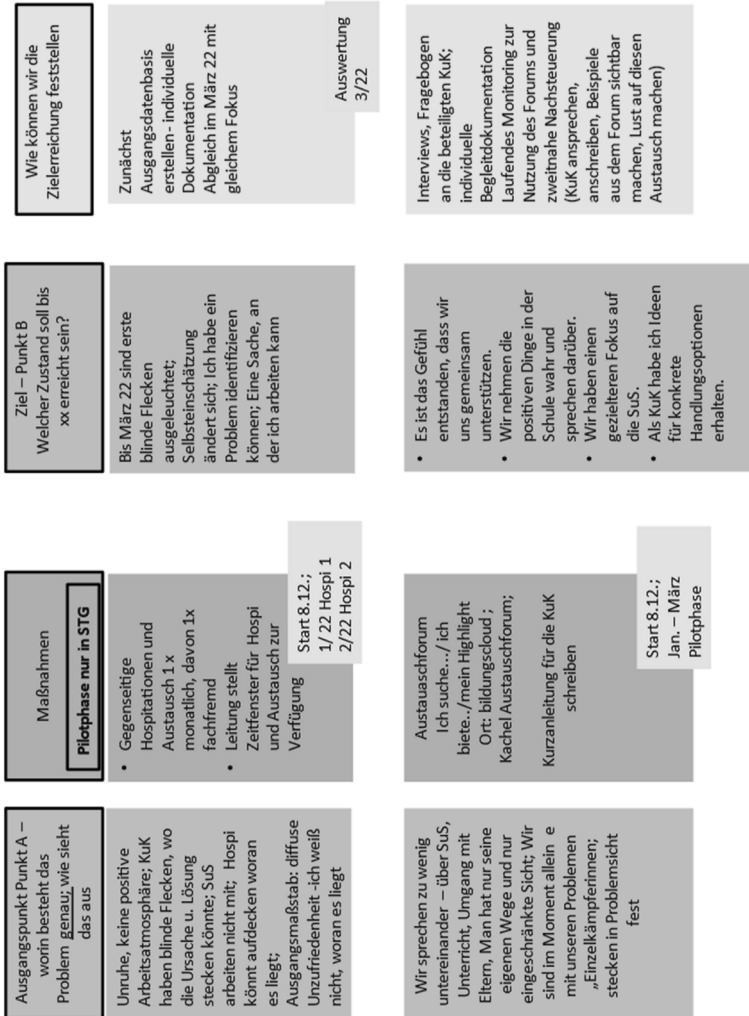 Ausgangspunkt Punkt A –
worin besteht das
Problem genau; wie sieht
das aus
Maßnahmen
Pilotphase nur in STG
Ziel – Punkt B
Welcher Zustand soll bis
xx erreicht sein?
Wie können wir die
Zielerreichung feststellen
Unruhe, keine positive
Arbeitsatmosphäre; KuK
haben blinde Flecken, wo
die Ursache u. Lösung
stecken könnte; SuS
arbeiten nicht mit; Hospi
könnt aufdecken woran
es liegt;
Ausgangsmaßstab: diffuse
Unzufriedenheit -ich weiß
nicht, woran es liegt
• Gegenseitige
Hospitationen und
Austausch 1 x
monatlich, davon 1x
fachfremd
• Leitung stellt
Zeitfenster für Hospi
und Austausch zur
Verfügung
Start 8.12.;
1/ 22 Hospi 1
2/22 Hospi 2
Bis März 22 sind erste
blinde Flecken
ausgeleuchtet;
Selbsteinschätzung
ändert sich; Ich habe ein
Problem identifizieren
können; Eine Sache, an
der ich arbeiten kann
Zunächst
Ausgangsdatenbasis
erstellen- individuelle
Dokumentation
Abgleich im März 22 mit
gleichem Fokus
Auswertung
3/22
Wir sprechen zu wenig
untereinander – über SuS,
Unterricht, Umgang mit
Eltern, Man hat nur seine
eigenen Wege und nur
eingeschränkte Sicht; Wir
sind im Moment allein e
mit unseren Problemen
„Einzelkämpferinnen;
stecken in Problemsicht
fest
Austauaschforum
Ich suche.../ ich
biete../mein Highlight
Ort: bildungscloud ;
Kachel Austauschforum;
Kurzanleitung für die KuK
schreiben
Start 8.12.;
Jan. – März
Pilotphase
• Es ist das Gefühl
entstanden, dass wir
uns gemeinsam
unterstützen.
• Wir nehmen die
positiven Dinge in der
Schule wahr und
sprechen darüber.
• Wir haben einen
gezielteren Fokus auf
die SuS.
• Als KuK habe ich Ideen
für konkrete
Handlungsoptionen
erhalten.
Interviews, Fragebogen
an die beteiligten KuK;
individuelle
Begleitdokumentation
Laufendes Monitoring zur
Nutzung des Forums und
zweitnahe Nachsteuerung
(KuK ansprechen,
anschreiben, Beispiele
aus dem Forum sichtbar
machen, Lust auf diesen
Austausch machen)